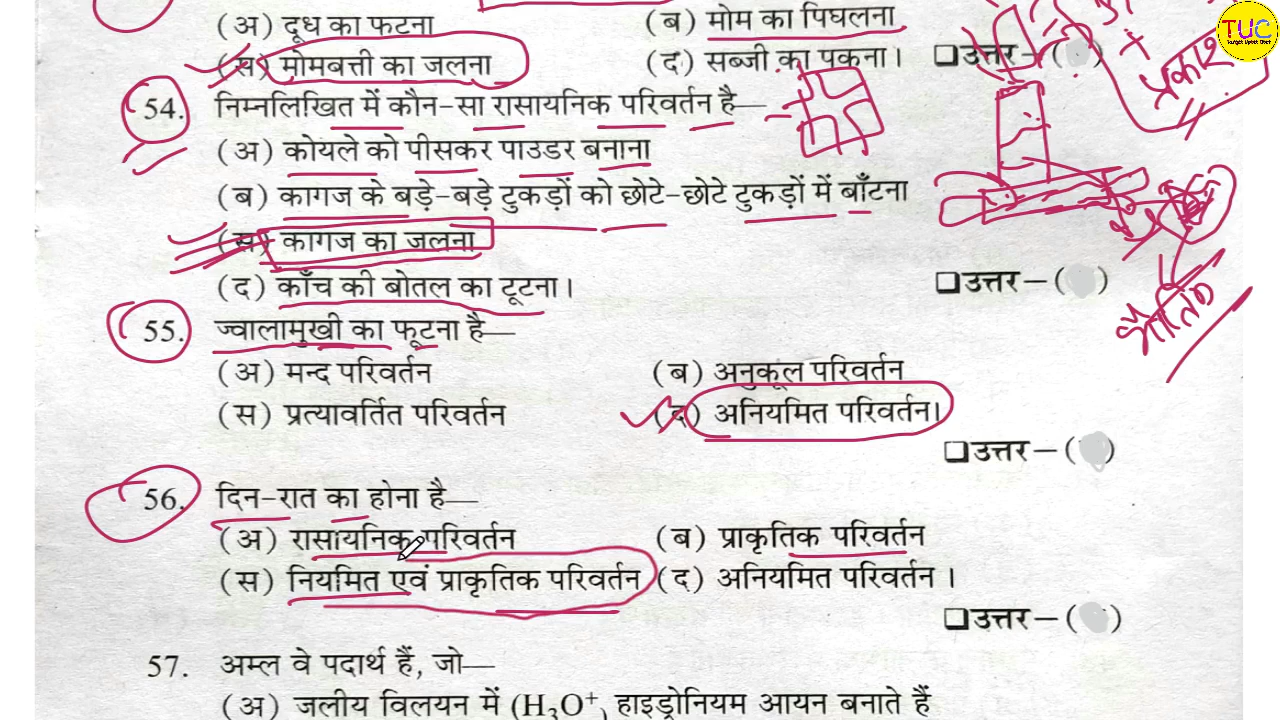 (अ) दूध का फटना (ब) मोम का पिघलना
(स) मोमबत्ती का जलना (द) सब्जी का पकना। ❑उत्तर–( )
54. निम्नलिखित में कौन-सा रासायनिक परिवर्तन है—
(अ) कोयले को पीसकर पाउडर बनाना
(ब) कागज के बड़े-बड़े टुकड़ों को छोटे-छोटे टुकड़ों में बाँटना
(स) कागज का जलना
(द) काँच की बोतल का टूटना। ❑उत्तर–( )
55. ज्वालामुखी का फूटना है—
(अ) मन्द परिवर्तन (ब) अनुकूल परिवर्तन
(स) प्रत्यावर्तित परिवर्तन (द) अनियमित परिवर्तन।
❑उत्तर–( )
56. दिन-रात का होना है—
(अ) रासायनिक परिवर्तन (ब) प्राकृतिक परिवर्तन
(स) नियमित एवं प्राकृतिक परिवर्तन (द) अनियमित परिवर्तन ।
❑उत्तर–( )
57. अम्ल वे पदार्थ हैं, जो—
(अ) जलीय विलयन में (H₃O⁺) हाइड्रोनियम आयन बनाते हैं
TUC
Target Upbtet Chart
प्रकाश
भौतिक